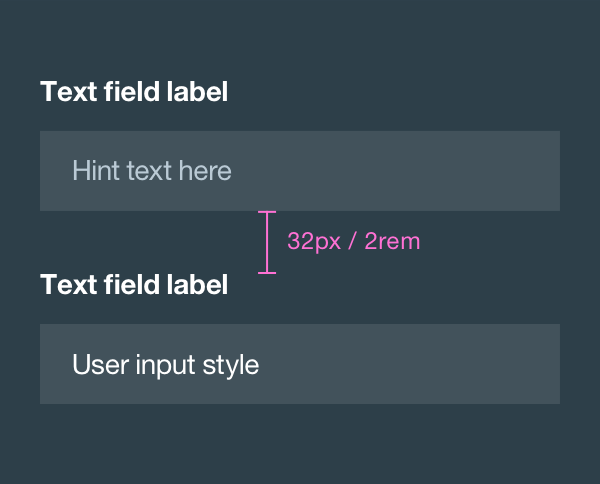 Text field label
Hint text here
32px / 2rem
Text field label
User input style